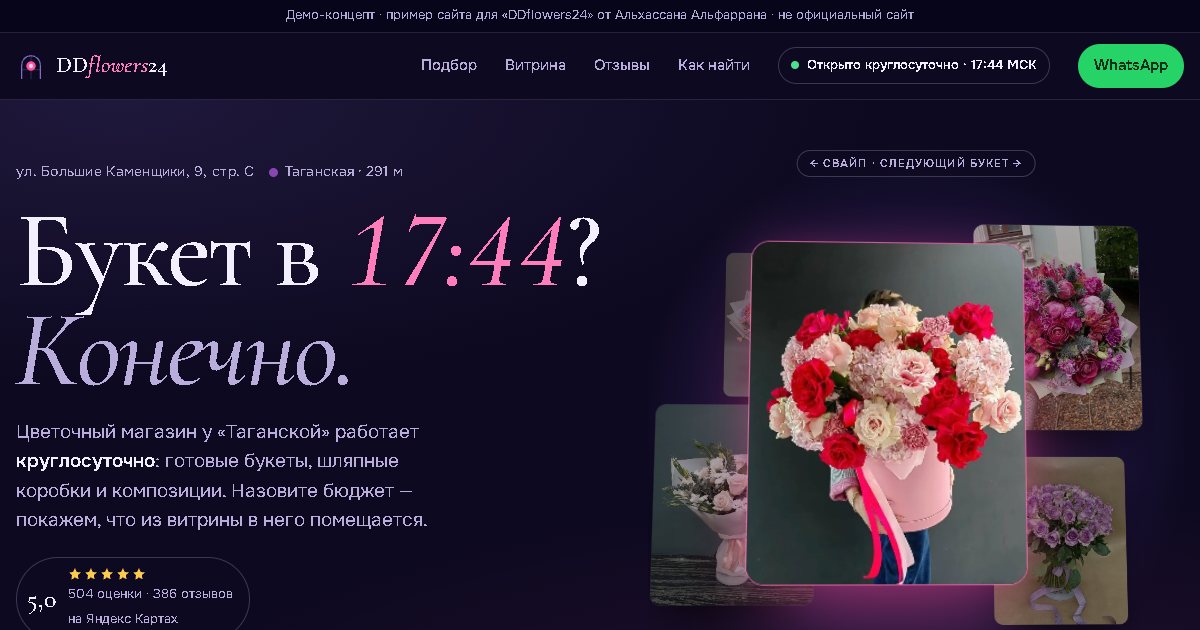 Демо-концепт · пример сайта для «DDflowers24» от Альхассана Альфаррана · не официальный сайт
DDflowers24
Подбор
Витрина
Отзывы
Как найти
Открыто круглосуточно · 17:44 МСК
WhatsApp
ул. Большие Каменщики, 9, стр. С
Таганская · 291 м
Букет в 17:44?
Конечно.
Цветочный магазин у «Таганской» работает
круглосуточно: готовые букеты, шляпные
коробки и композиции. Назовите бюджет —
покажем, что из витрины в него помещается.
5,0
504 оценки · 386 отзывов
на Яндекс Картах
← СВАЙП · СЛЕДУЮЩИЙ БУКЕТ →